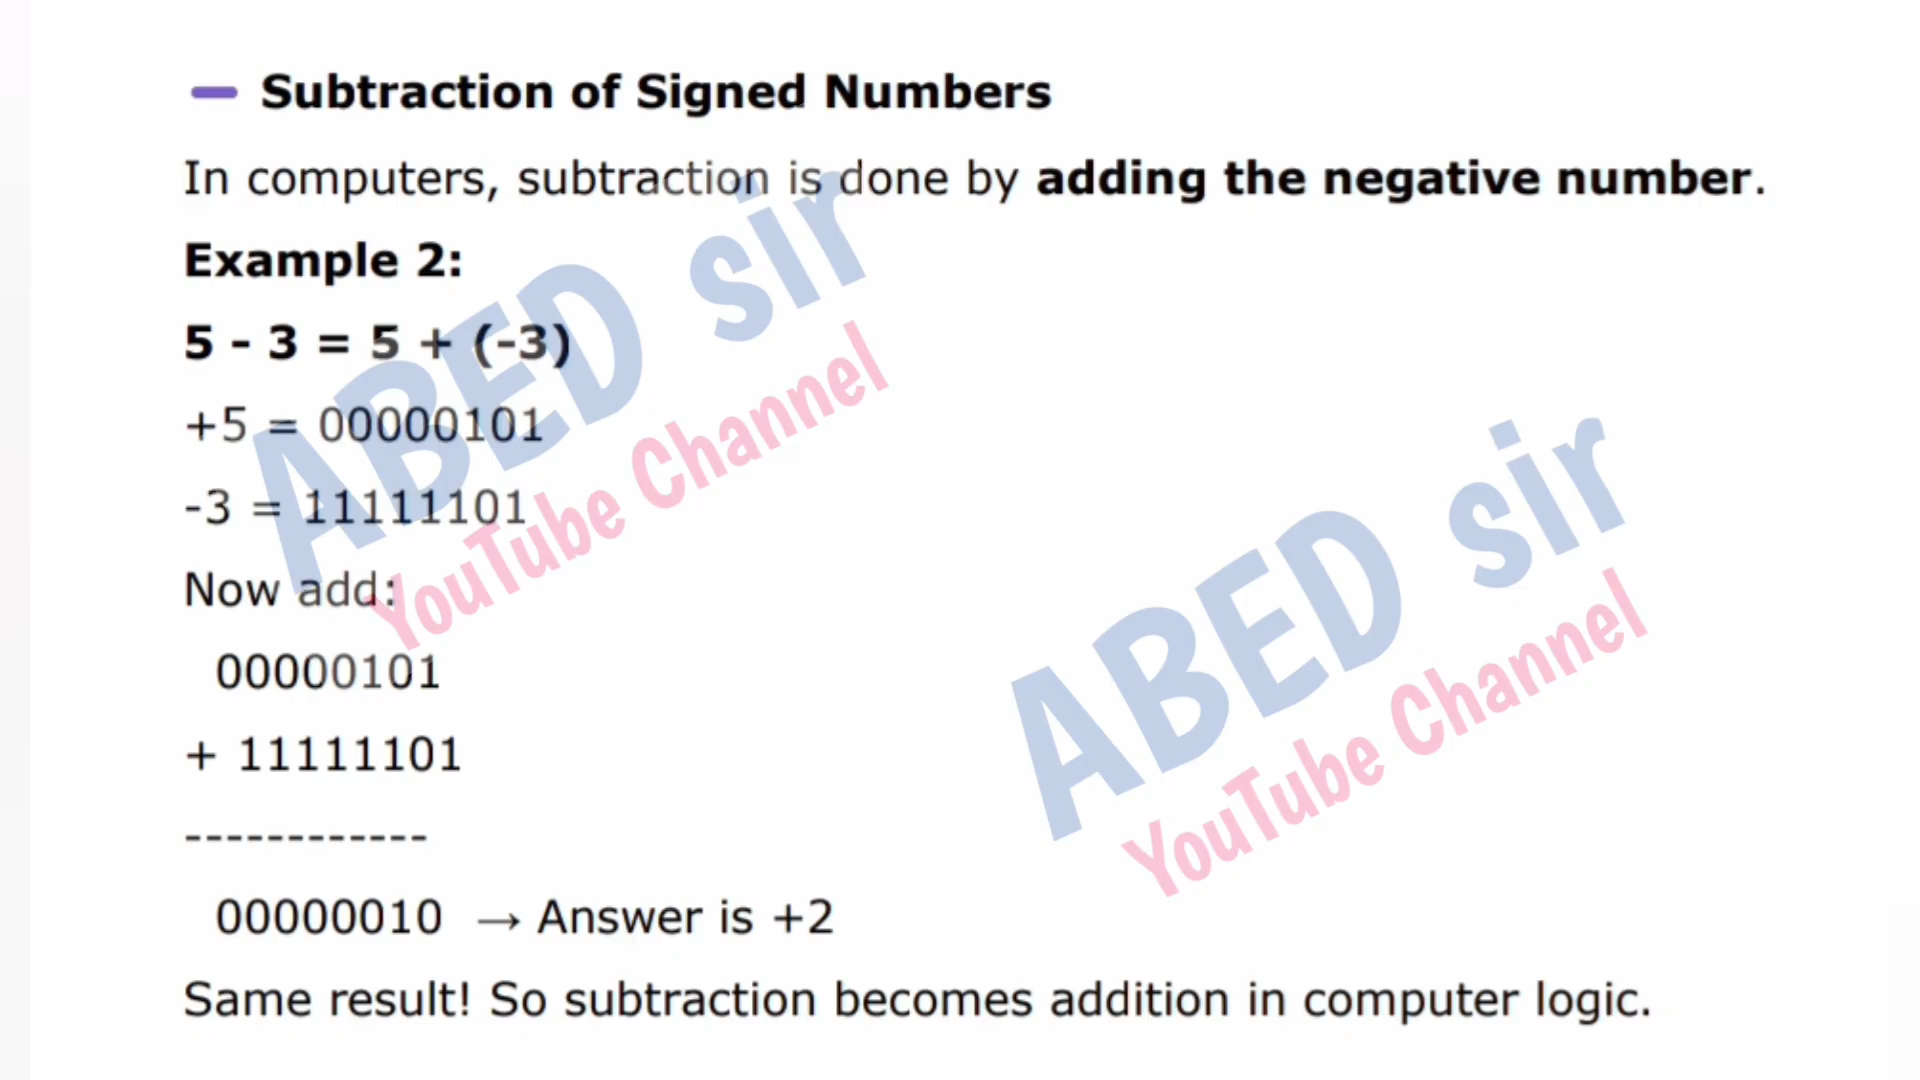 Subtraction of Signed Numbers
In computers, subtraction is done by adding the negative number.
Example 2:
5 - 3 = 5 + (-3)
+5 = 00000101
-3 = 11111101
Now add:
00000101
+ 11111101
------------
00000010 → Answer is +2
Same result! So subtraction becomes addition in computer logic.
ABED sir
YouTube Channel
ABED sir
YouTube Channel